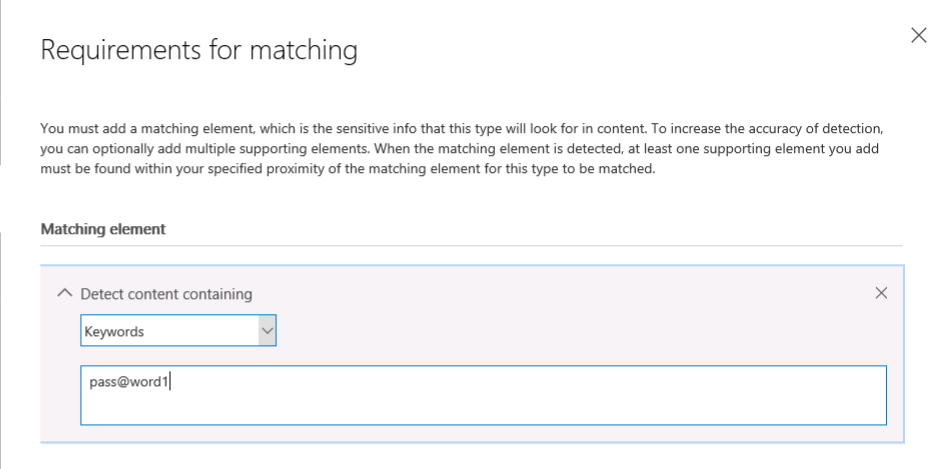 Requirements for matching
You must add a matching element, which is the sensitive info that this type will look for in content. To increase the accuracy of detection,
you can optionally add multiple supporting elements. When the matching element is detected, at least one supporting element you add
must be found within your specified proximity of the matching element for this type to be matched.
Matching element
Detect content containing
Keywords
pass@word1